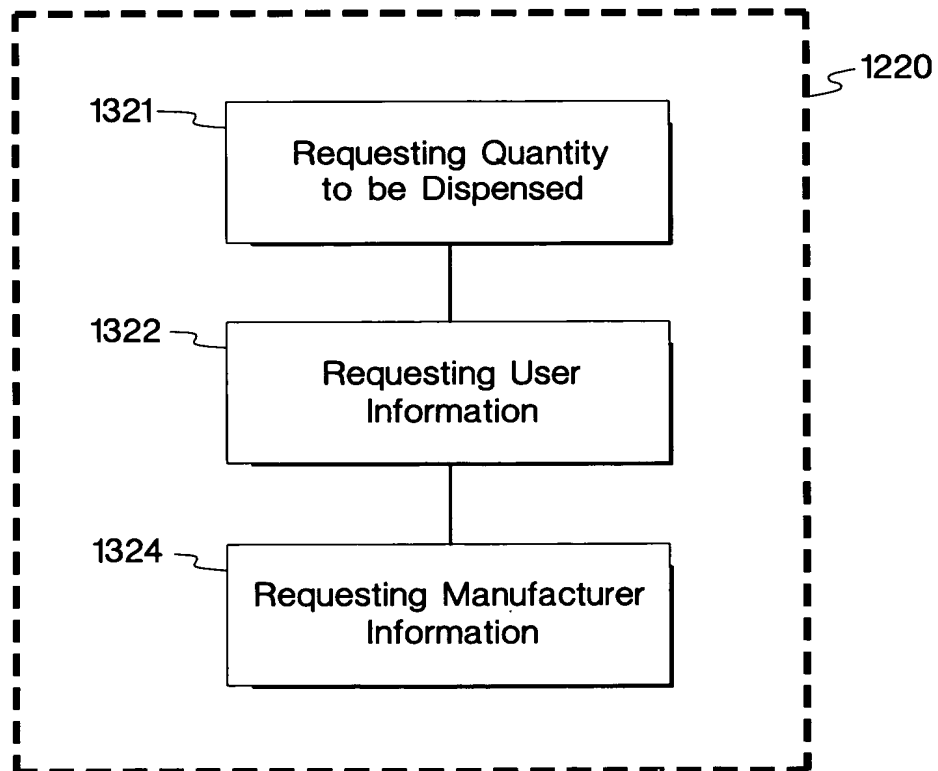 1220
1321
Requesting Quantity
to be Dispensed
1322
Requesting User
Information
1324
Requesting Manufacturer
Information